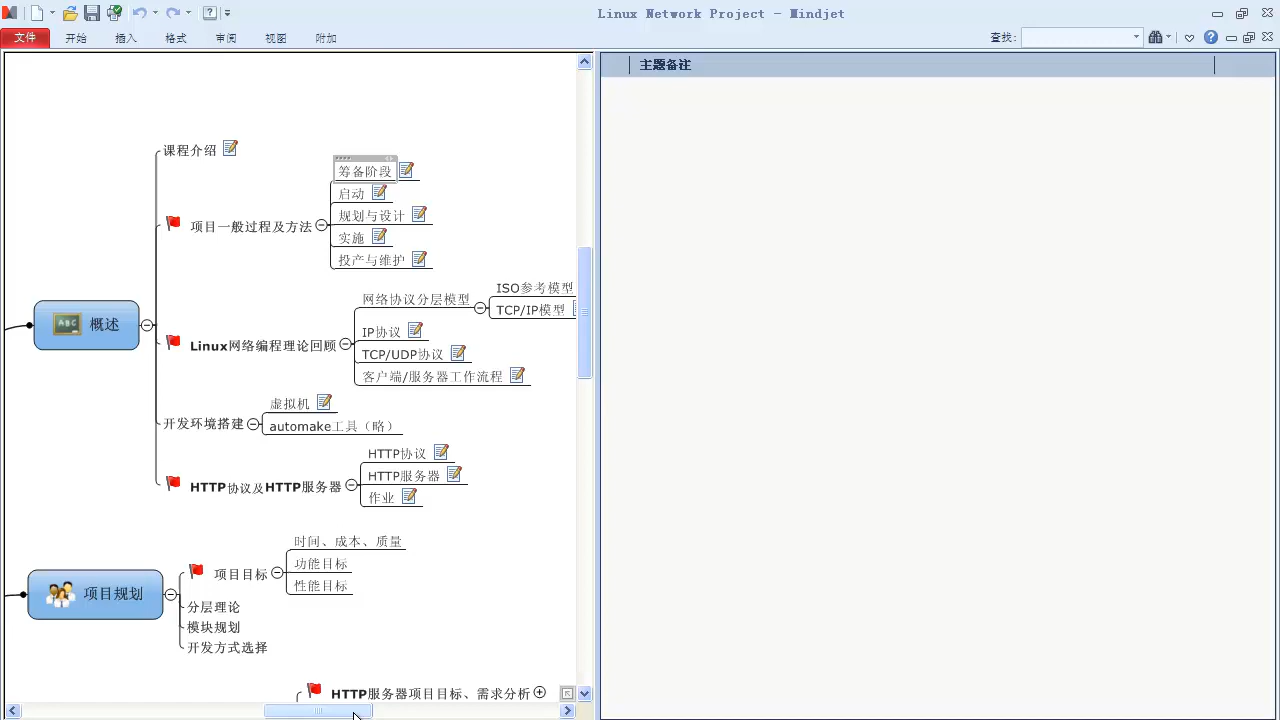 Linux Network Project - Mindjet
文件 开始 插入 格式 审阅 视图 附加 查找:
主题备注
课程介绍
项目一般过程及方法
筹备阶段
启动
规划与设计
实施
投产与维护
ABC 概述
Linux网络编程理论回顾
网络协议分层模型
ISO参考模型
TCP/IP模型
IP协议
TCP/UDP协议
客户端/服务器工作流程
开发环境搭建
虚拟机
automake工具（略）
HTTP协议及HTTP服务器
HTTP协议
HTTP服务器
作业
项目规划
项目目标
时间、成本、质量
功能目标
性能目标
分层理论
模块规划
开发方式选择
HTTP服务器项目目标、需求分析